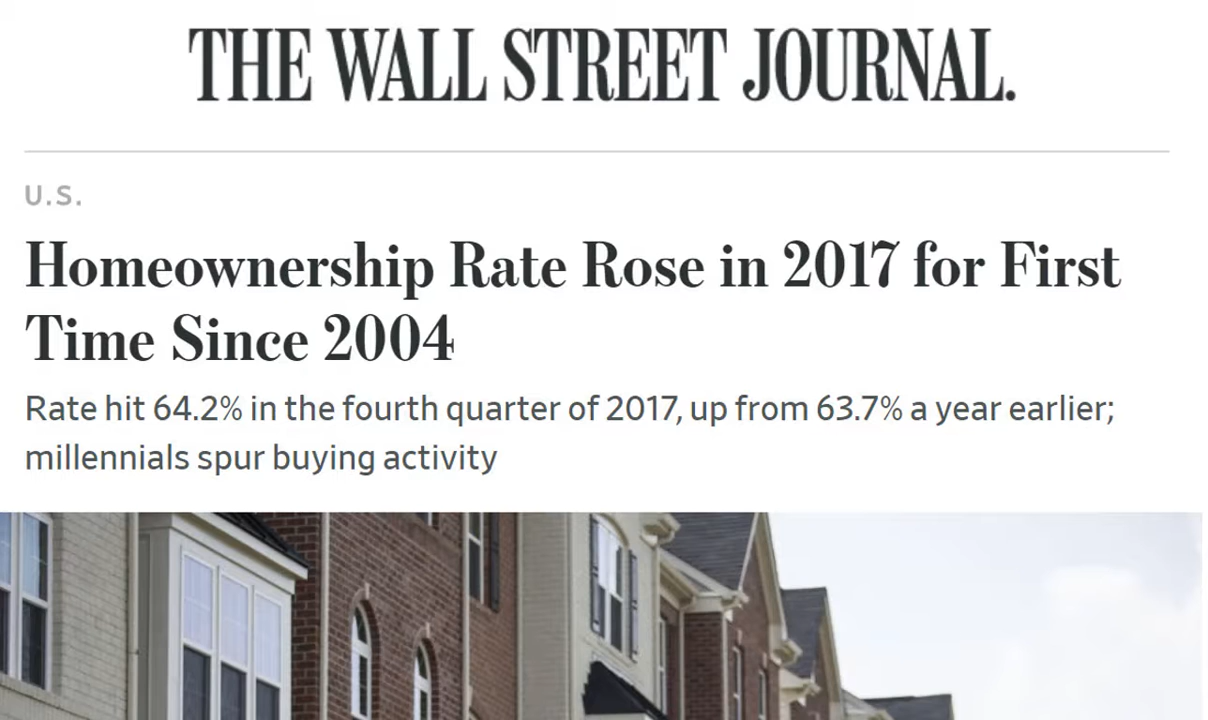 THE WALL STREET JOURNAL.
U.S.
Homeownership Rate Rose in 2017 for First
Time Since 2004
Rate hit 64.2% in the fourth quarter of 2017, up from 63.7% a year earlier;
millennials spur buying activity